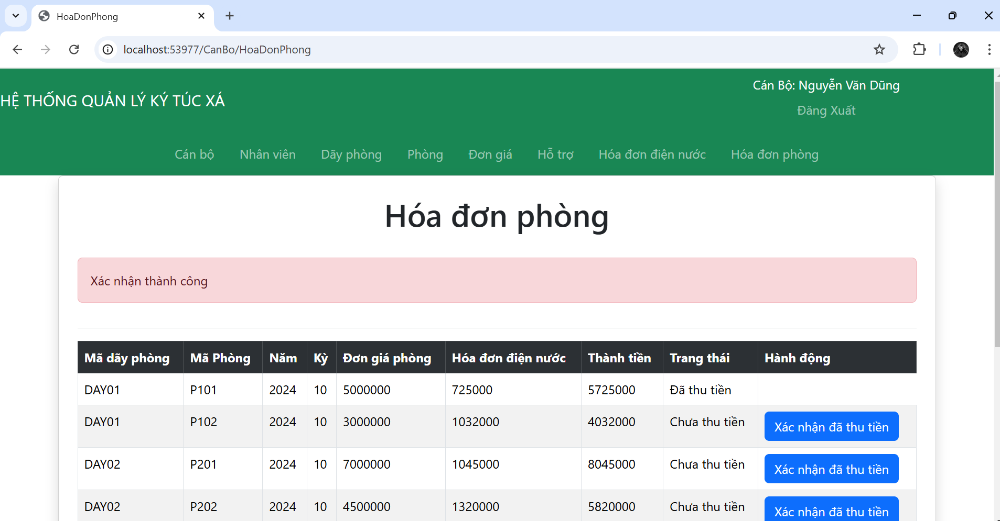 HoaDonPhong
localhost:53977/CanBo/HoaDonPhong
Cán Bộ: Nguyễn Văn Dũng
HỆ THỐNG QUẢN LÝ KÝ TÚC XÁ
Đăng Xuất
Cán bộ Nhân viên Dãy phòng Phòng Đơn giá Hỗ trợ Hóa đơn điện nước Hóa đơn phòng
Hóa đơn phòng
Xác nhận thành công
Mã dãy phòng Mã Phòng Năm Kỳ Đơn giá phòng Hóa đơn điện nước Thành tiền Trang thái Hành động
DAY01 P101 2024 10 5000000 725000 5725000 Đã thu tiền
DAY01 P102 2024 10 3000000 1032000 4032000 Chưa thu tiền Xác nhận đã thu tiền
DAY02 P201 2024 10 7000000 1045000 8045000 Chưa thu tiền Xác nhận đã thu tiền
DAY02 P202 2024 10 4500000 1320000 5820000 Chưa thu tiền Xác nhận đã thu tiền